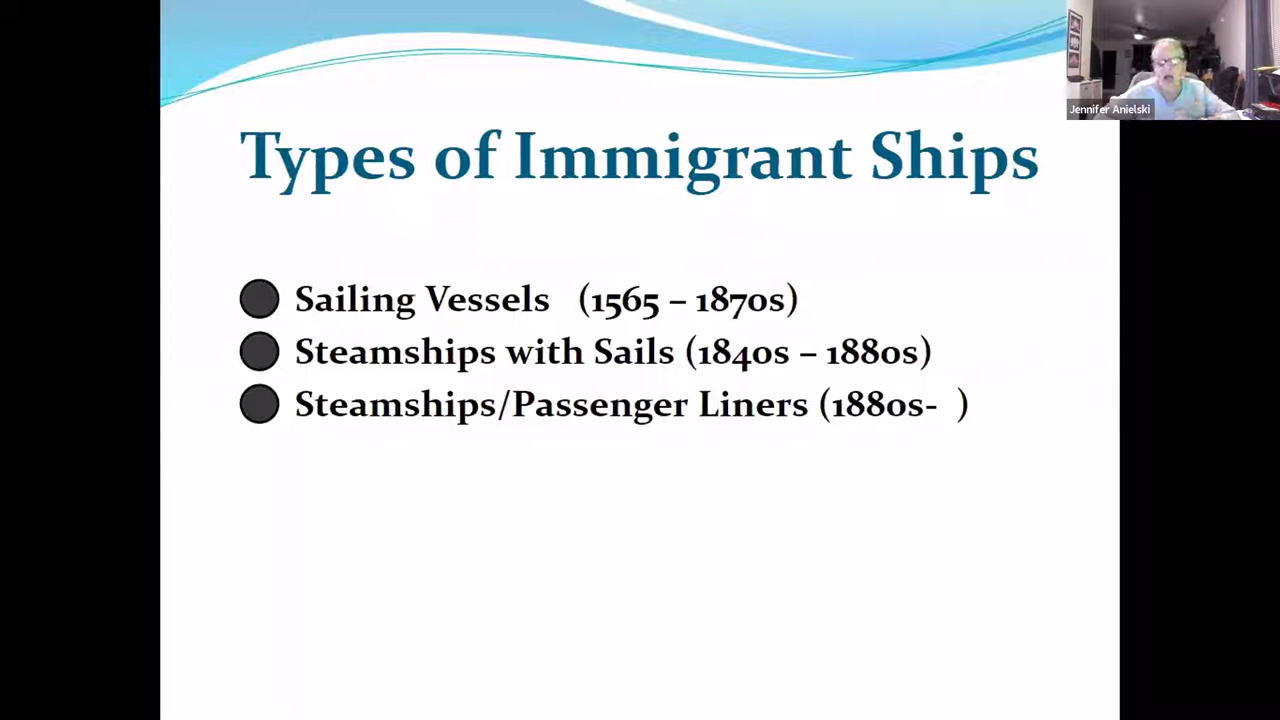 Jennifer Anielski
Types of Immigrant Ships
Sailing Vessels (1565 – 1870s)
Steamships with Sails (1840s – 1880s)
Steamships/Passenger Liners (1880s- )